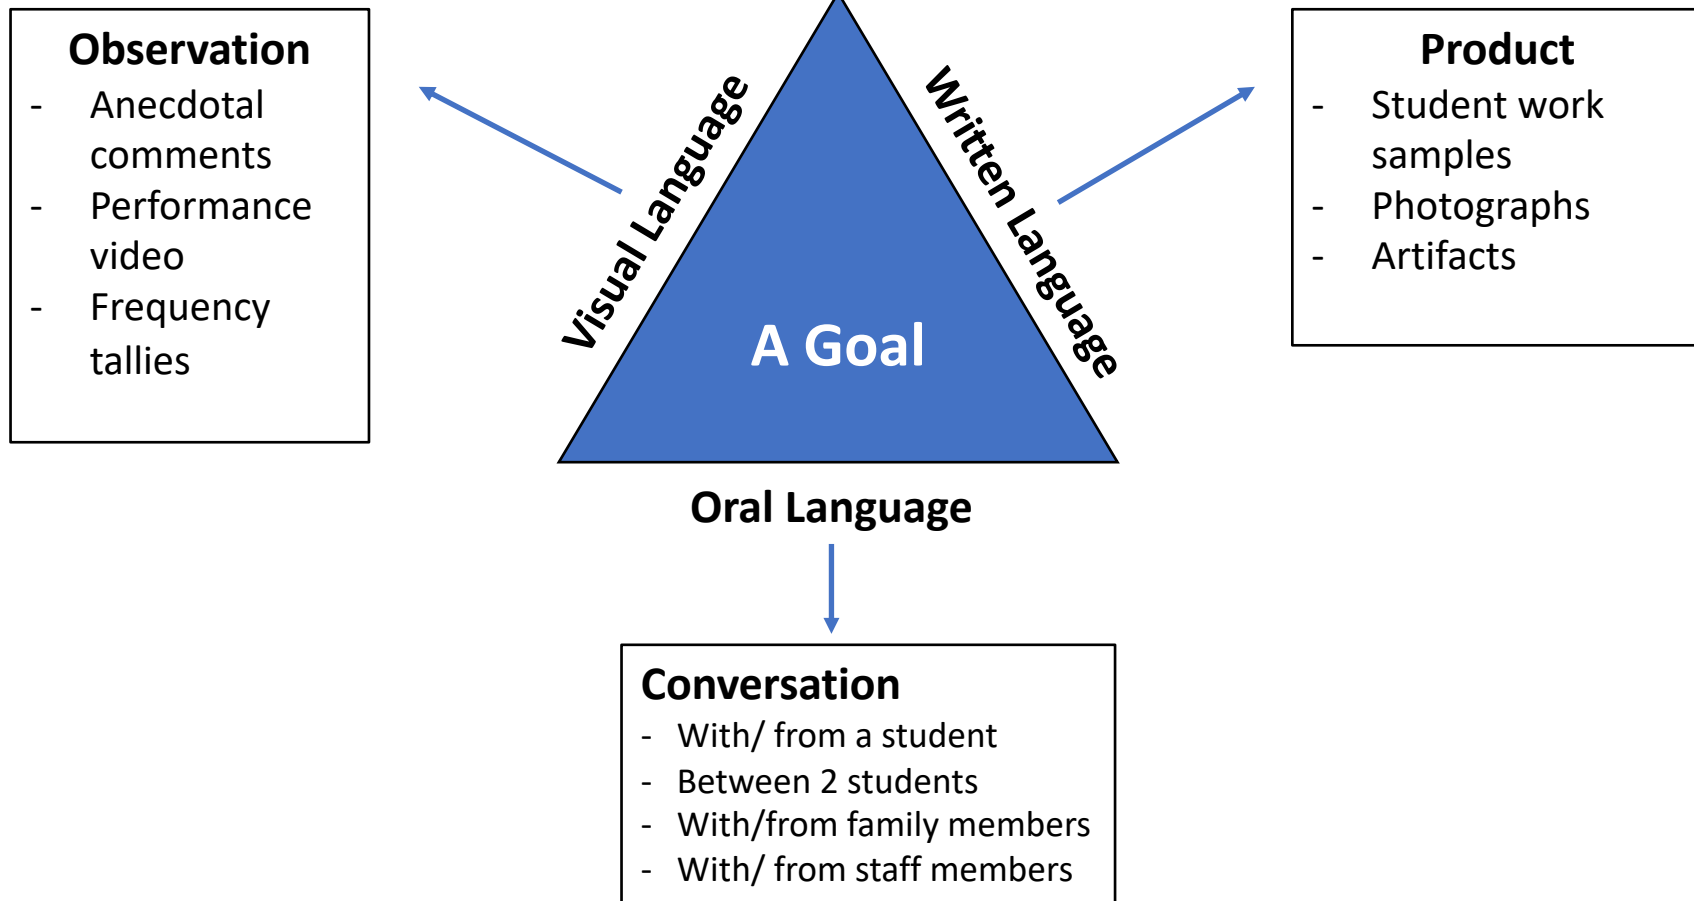 Observation
- Anecdotal
comments
- Performance
video
- Frequency
tallies
Visual Language
A Goal
Written Language
Product
- Student work
samples
- Photographs
- Artifacts
Oral Language
Conversation
- With/ from a student
- Between 2 students
- With/from family members
- With/ from staff members